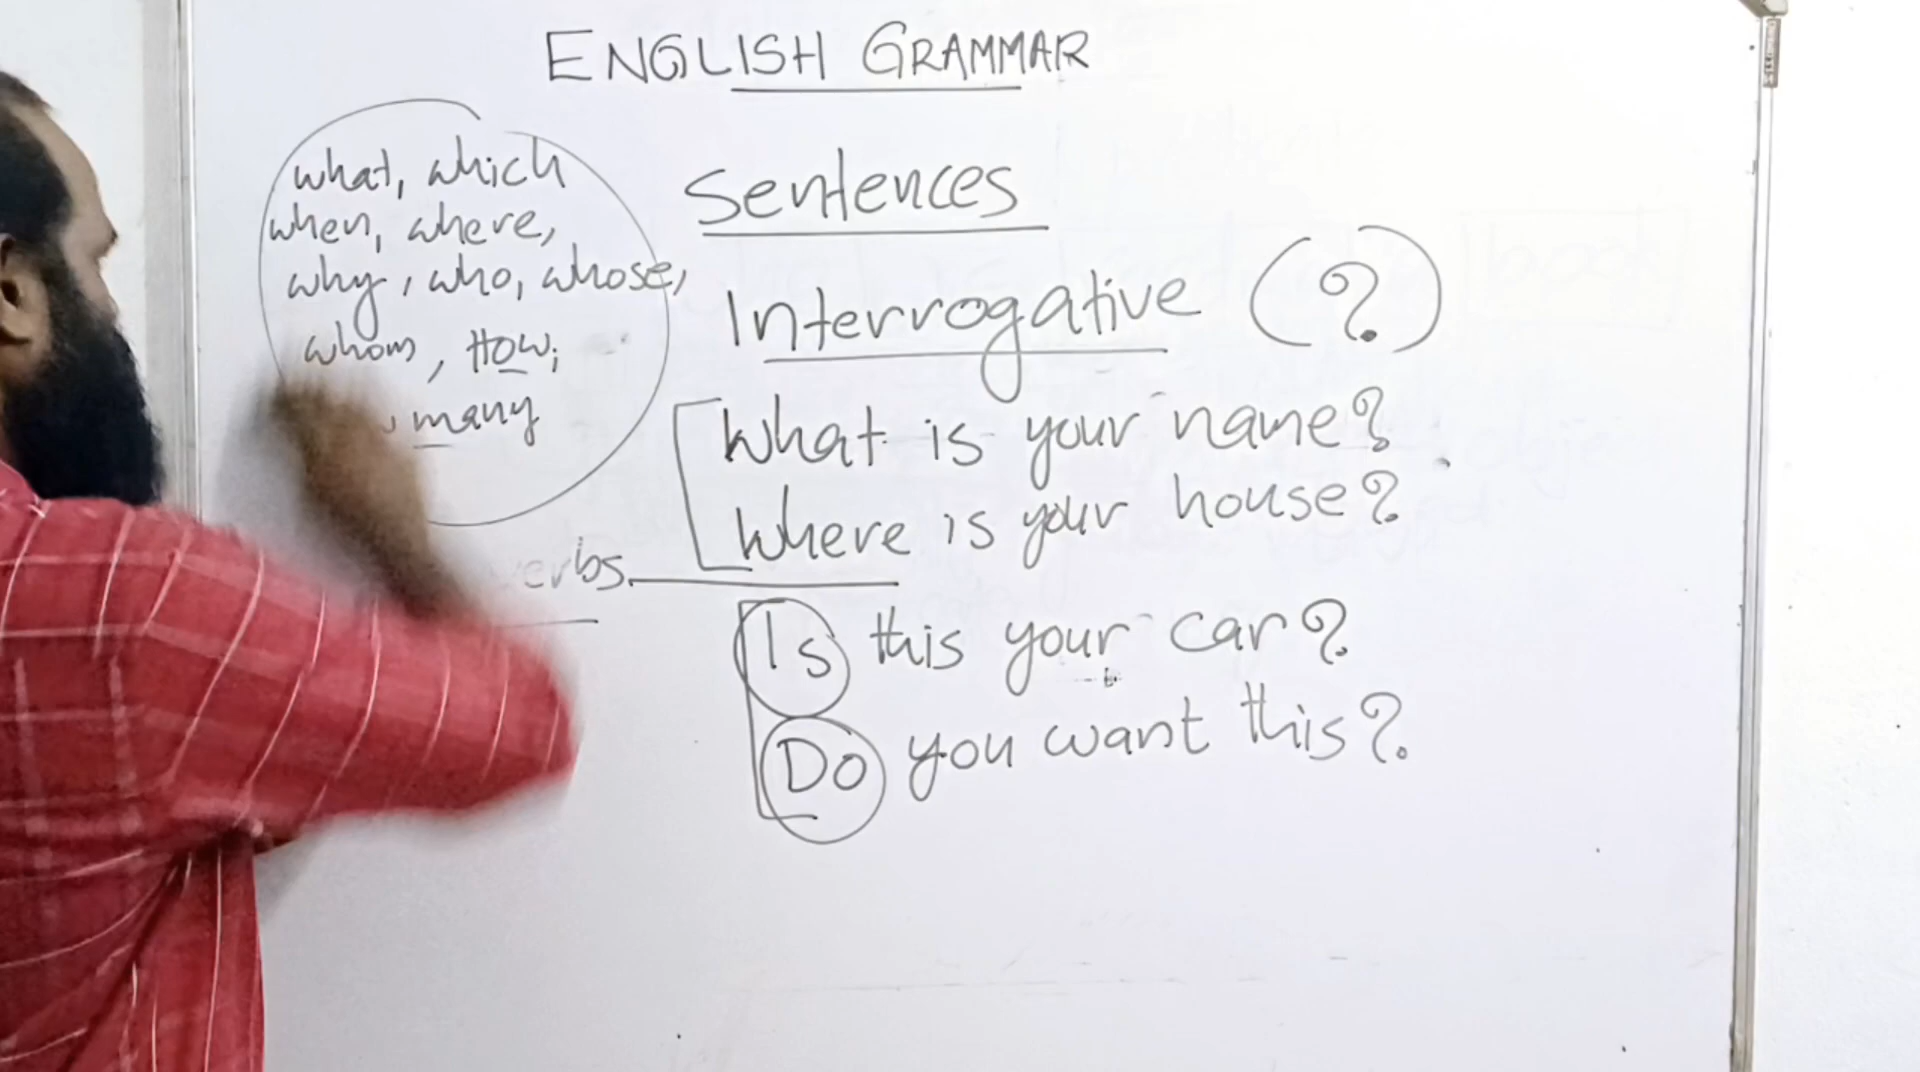 ENGLISH GRAMMAR
what, which
when, where,
why, who, whose,
whom, How,
many
Sentences
Interrogative (?)
What is your name?
Where is your house?
erbs.
Is this your car?
Do you want this?